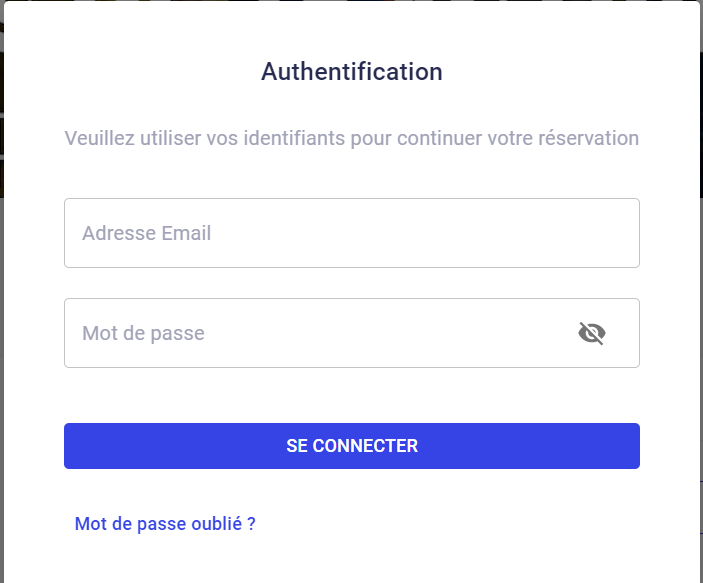 Authentification
Veuillez utiliser vos identifiants pour continuer votre réservation
Adresse Email
Mot de passe
SE CONNECTER
Mot de passe oublié ?